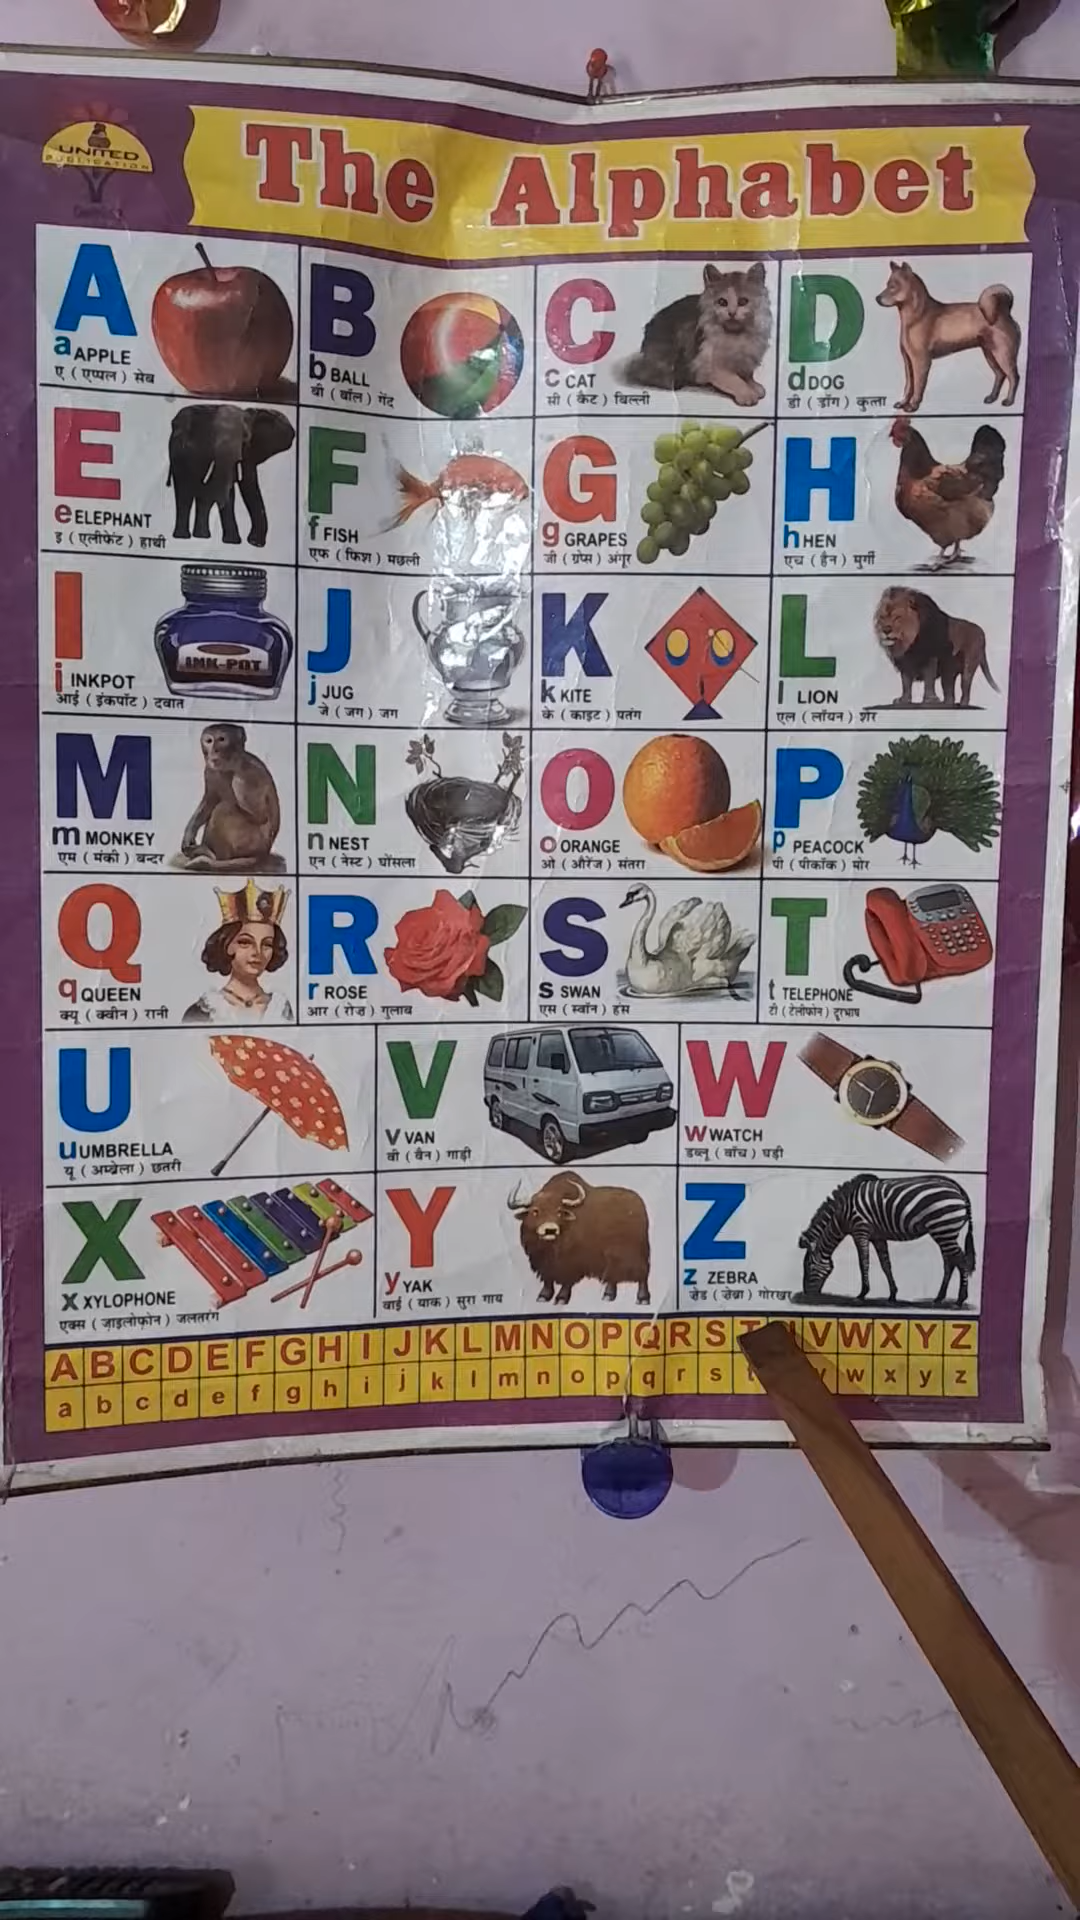 UNITED
PUBLICATION
The Alphabet
A
a APPLE
ए ( एप्पल ) सेब
B
b BALL
बी ( बॉल ) गेंद
C
c CAT
सी ( कैट ) बिल्ली
D
d DOG
डी ( डॉग ) कुत्ता
E
e ELEPHANT
इ ( एलीफेंट ) हाथी
F
f FISH
एफ ( फिश ) मछली
G
g GRAPES
जी ( ग्रेप्स ) अंगूर
H
h HEN
एच ( हैन ) मुर्गी
I
i INKPOT
आई ( इंकपॉट ) दवात
INK-POT
J
j JUG
जे ( जग ) जग
K
k KITE
के ( काइट ) पतंग
L
l LION
एल ( लॉयन ) शेर
M
m MONKEY
एम ( मंकी ) बन्दर
N
n NEST
एन ( नेस्ट ) घोंसला
O
o ORANGE
ओ ( औरेंज ) संतरा
P
p PEACOCK
पी ( पीकॉक ) मोर
Q
q QUEEN
क्यू ( क्वीन ) रानी
R
r ROSE
आर ( रोज़ ) गुलाब
S
s SWAN
एस ( स्वॉन ) हंस
T
t TELEPHONE
टी ( टेलीफोन ) दूरभाष
U
u UMBRELLA
यू ( अम्ब्रेला ) छतरी
V
v VAN
वी ( वैन ) गाड़ी
W
w WATCH
डब्लू ( वॉच ) घड़ी
X
x XYLOPHONE
एक्स ( ज़ाइलोफ़ोन ) जलतरंग
Y
y YAK
वाई ( याक ) सुरा गाय
Z
z ZEBRA
ज़ेड ( ज़ेब्रा ) गोरखर
A B C D E F G H I J K L M N O P Q R S T V W X Y Z
a b c d e f g h i j k l m n o p q r s t v w x y z